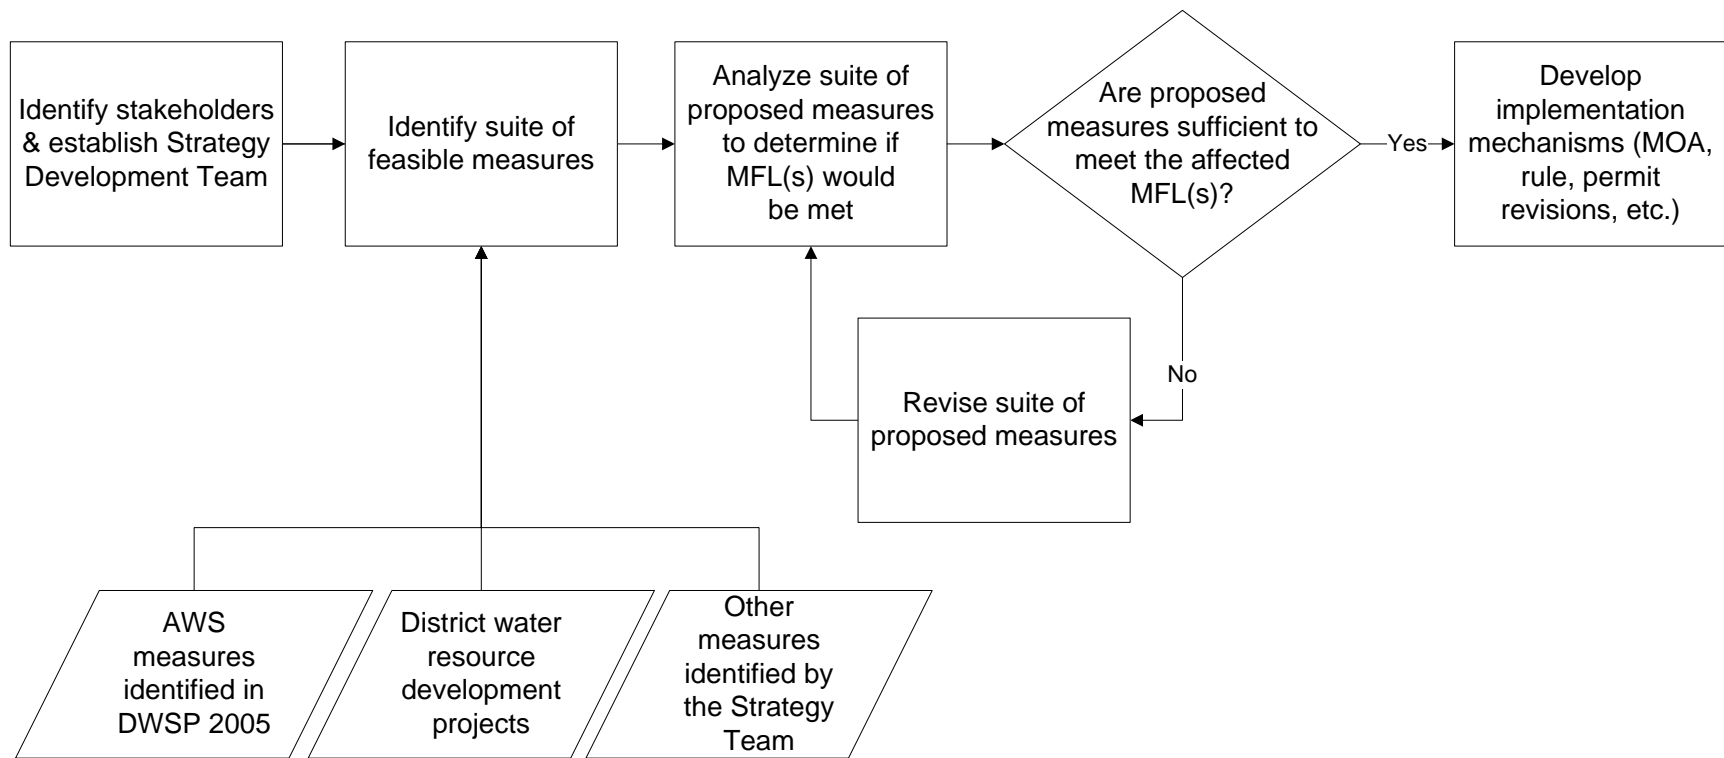 Identify stakeholders
& establish Strategy
Development Team
Identify suite of
feasible measures
Analyze suite of
proposed measures
to determine if
MFL(s) would
be met
Are proposed
measures sufficient to
meet the affected
MFL(s)?
Yes
Develop
implementation
mechanisms (MOA,
rule, permit
revisions, etc.)
No
Revise suite of
proposed measures
AWS
measures
identified in
DWSP 2005
District water
resource
development
projects
Other
measures
identified by
the Strategy
Team